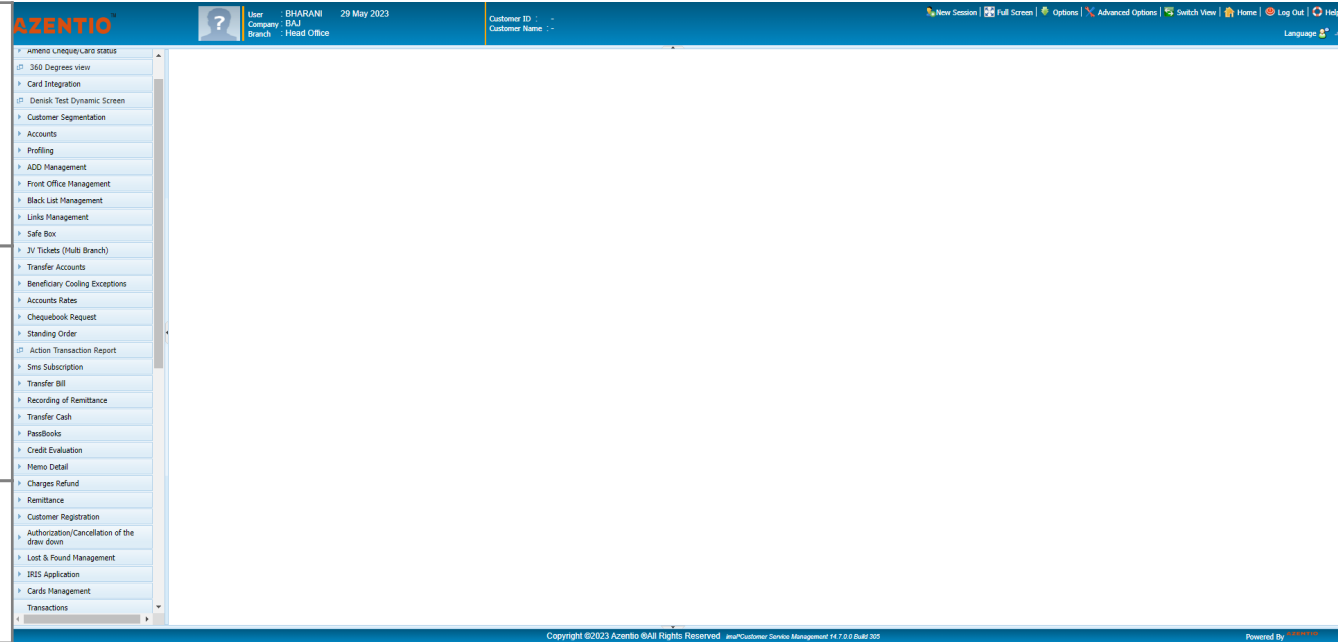 AZENTIO
User : BHARANI 29 May 2023
Company : BAJ
Branch : Head Office
Customer ID : -
Customer Name : -
New Session | Full Screen | Options | Advanced Options | Switch View | Home | Log Out | Help
Language
Amend Cheque/Card status
360 Degrees view
Card Integration
Denisk Test Dynamic Screen
Customer Segmentation
Accounts
Profiling
ADD Management
Front Office Management
Black List Management
Links Management
Safe Box
JV Tickets (Multi Branch)
Transfer Accounts
Beneficiary Cooling Exceptions
Accounts Rates
Chequebook Request
Standing Order
Action Transaction Report
Sms Subscription
Transfer Bill
Recording of Remittance
Transfer Cash
PassBooks
Credit Evaluation
Memo Detail
Charges Refund
Remittance
Customer Registration
Authorization/Cancellation of the
draw down
Lost & Found Management
IRIS Application
Cards Management
Transactions
Copyright ©2023 Azentio ®All Rights Reserved imal®Customer Service Management 14.7.0.0 Build 305
Powered By AZENTIO